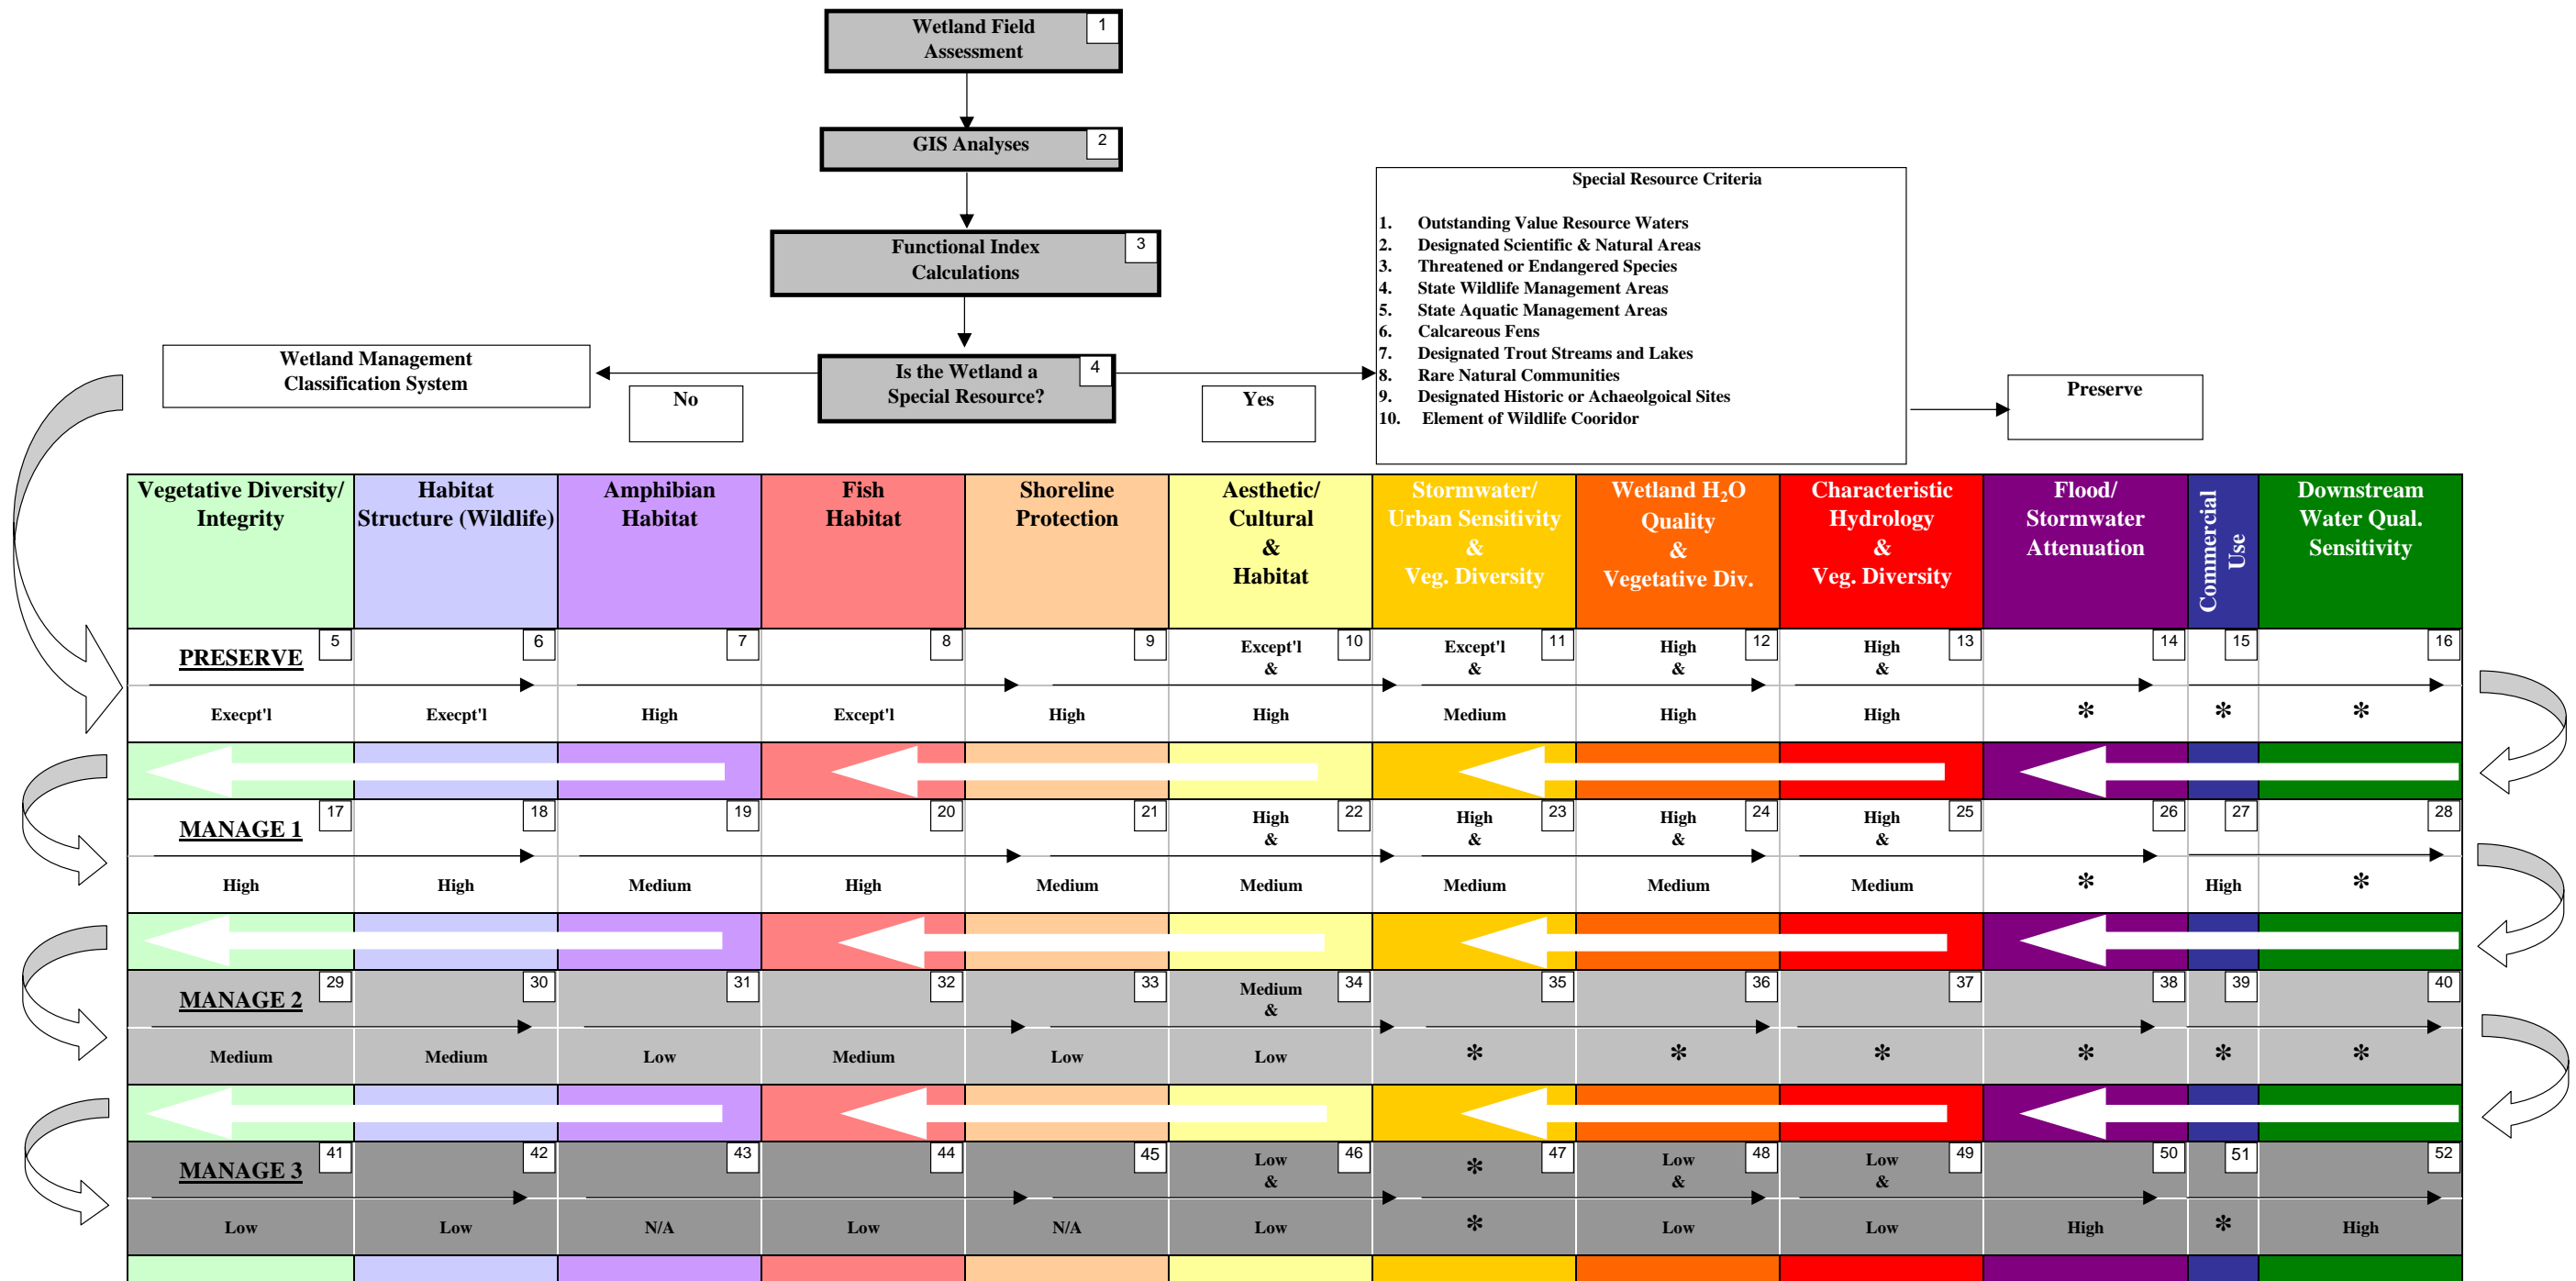 Wetland Field
Assessment
1
GIS Analyses
2
Functional Index
Calculations
3
Is the Wetland a
Special Resource?
4
No
Yes
Wetland Management
Classification System
Special Resource Criteria
1. Outstanding Value Resource Waters
2. Designated Scientific & Natural Areas
3. Threatened or Endangered Species
4. State Wildlife Management Areas
5. State Aquatic Management Areas
6. Calcareous Fens
7. Designated Trout Streams and Lakes
8. Rare Natural Communities
9. Designated Historic or Achaeolgoical Sites
10. Element of Wildlife Cooridor
Preserve
Vegetative Diversity/
Integrity
Habitat
Structure (Wildlife)
Amphibian
Habitat
Fish
Habitat
Shoreline
Protection
Aesthetic/
Cultural
&
Habitat
Stormwater/
Urban Sensitivity
&
Veg. Diversity
Wetland H₂O
Quality
&
Vegetative Div.
Characteristic
Hydrology
&
Veg. Diversity
Flood/
Stormwater
Attenuation
Commercial
Use
Downstream
Water Qual.
Sensitivity
PRESERVE
5
Execpt'l
6
Execpt'l
7
High
8
Except'l
9
High
10
Except'l
&
High
11
Except'l
&
Medium
12
High
&
High
13
High
&
High
14
*
15
*
16
*
MANAGE 1
17
High
18
High
19
Medium
20
High
21
Medium
22
High
&
Medium
23
High
&
Medium
24
High
&
Medium
25
High
&
Medium
26
*
27
High
28
*
MANAGE 2
29
Medium
30
Medium
31
Low
32
Medium
33
Low
34
Medium
&
Low
35
*
36
*
37
*
38
*
39
*
40
*
MANAGE 3
41
Low
42
Low
43
N/A
44
Low
45
N/A
46
Low
&
Low
47
*
*
48
Low
&
Low
49
Low
&
Low
50
High
51
*
52
High